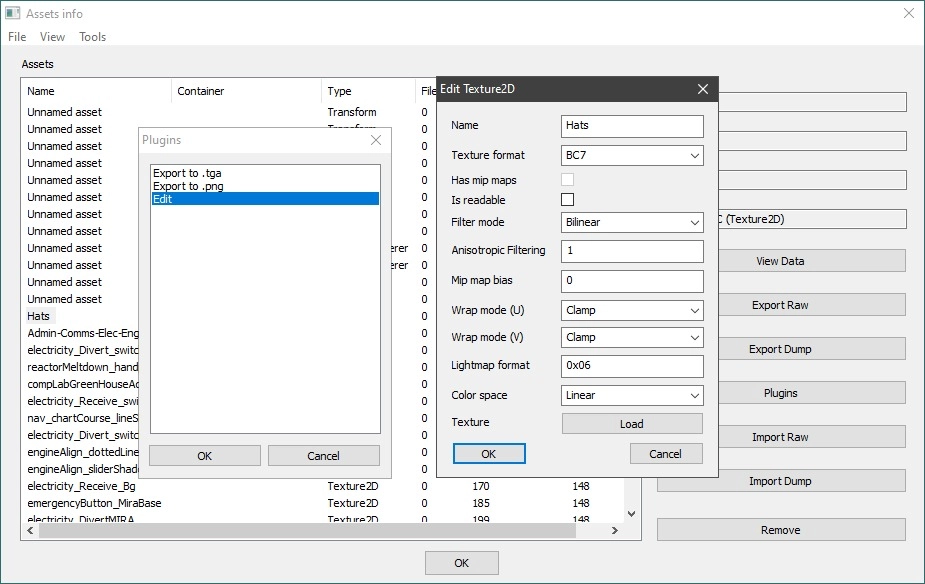 Assets info
File View Tools
Assets
Name Container Type File
Unnamed asset Transform 0
Unnamed asset Transform
Unnamed asset
Unnamed asset
Unnamed asset
Unnamed asset
Unnamed asset
Unnamed asset
Unnamed asset erer 0
Unnamed asset erer 0
Unnamed asset 0
Unnamed asset 0
Hats 0
Admin-Comms-Elec-Eng 0
electricity_Divert_switc 0
reactorMeltdown_hand 0
compLabGreenHouseAc 0
electricity_Receive_swi 0
nav_chartCourse_lineS 0
electricity_Divert_switc 0
engineAlign_dottedLine 0
engineAlign_sliderShad 0
electricity_Receive_Bg Texture2D 0 170 148
emergencyButton_MiraBase Texture2D 0 185 148
electricity_DivertMIRA Texture2D 0 199 148
OK
Plugins
Export to .tga
Export to .png
Edit
OK Cancel
Edit Texture2D
Name Hats
Texture format BC7
Has mip maps
Is readable
Filter mode Bilinear
Anisotropic Filtering 1
Mip map bias 0
Wrap mode (U) Clamp
Wrap mode (V) Clamp
Lightmap format 0x06
Color space Linear
Texture Load
OK Cancel
(Texture2D)
View Data
Export Raw
Export Dump
Plugins
Import Raw
Import Dump
Remove